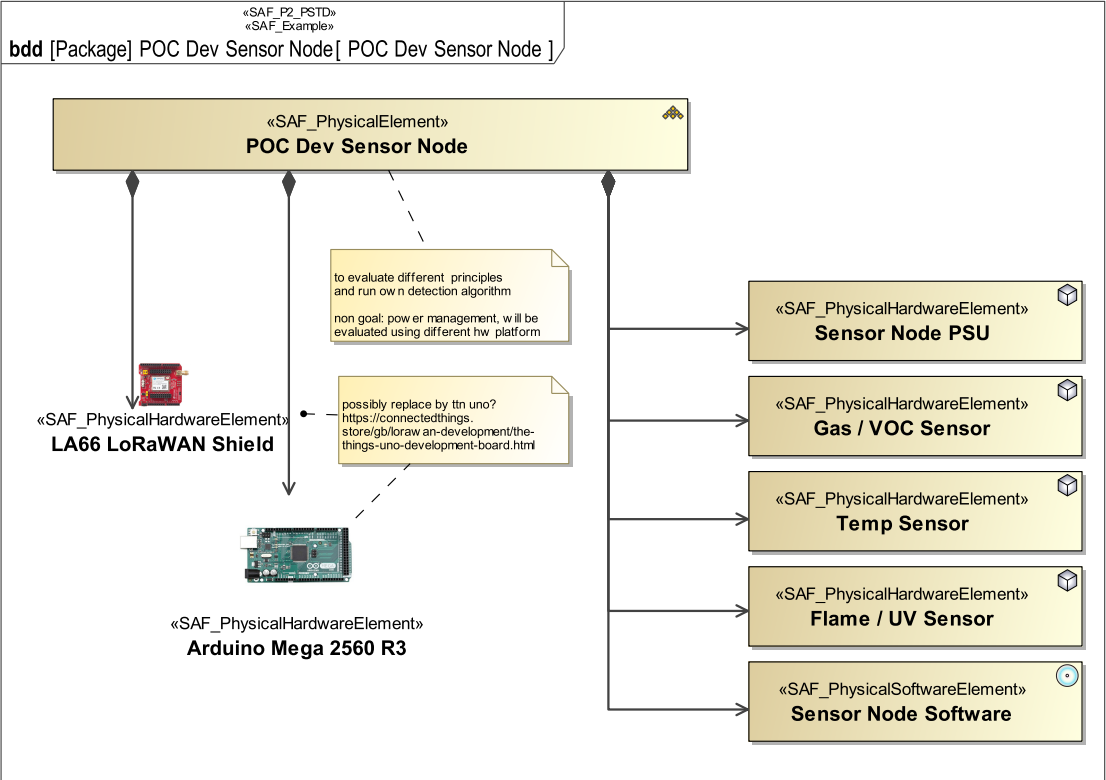 «SAF_P2_PSTD»
«SAF_Example»
bdd [Package] POC Dev Sensor Node[ POC Dev Sensor Node ]
«SAF_PhysicalElement»
POC Dev Sensor Node
to evaluate different principles
and run own detection algorithm
non goal: power management, will be
evaluated using different hw platform
«SAF_PhysicalHardwareElement»
Sensor Node PSU
«SAF_PhysicalHardwareElement»
LA66 LoRaWAN Shield
possibly replace by ttn uno?
https://connectedthings.
store/gb/lorawan-development/the-
things-uno-development-board.html
«SAF_PhysicalHardwareElement»
Gas / VOC Sensor
«SAF_PhysicalHardwareElement»
Temp Sensor
«SAF_PhysicalHardwareElement»
Flame / UV Sensor
«SAF_PhysicalHardwareElement»
Arduino Mega 2560 R3
«SAF_PhysicalSoftwareElement»
Sensor Node Software